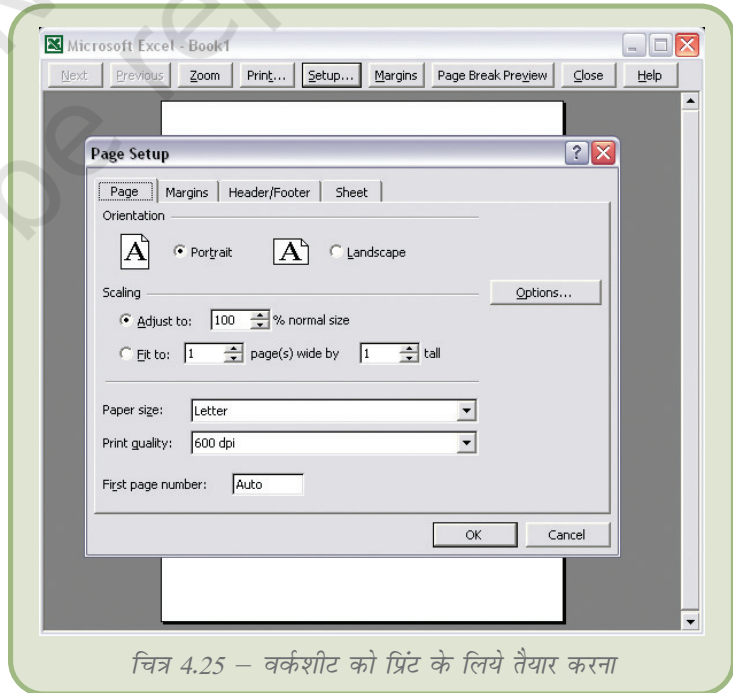 Microsoft Excel - Book1
Next Previous Zoom Print... Setup... Margins Page Break Preview Close Help
Page Setup
Page Margins Header/Footer Sheet
Orientation
A Portrait A Landscape
Scaling Options...
Adjust to: 100 % normal size
Fit to: 1 page(s) wide by 1 tall
Paper size: Letter
Print quality: 600 dpi
First page number: Auto
OK Cancel
चित्र 4.25 – वर्कशीट को प्रिंट के लिये तैयार करना
be re